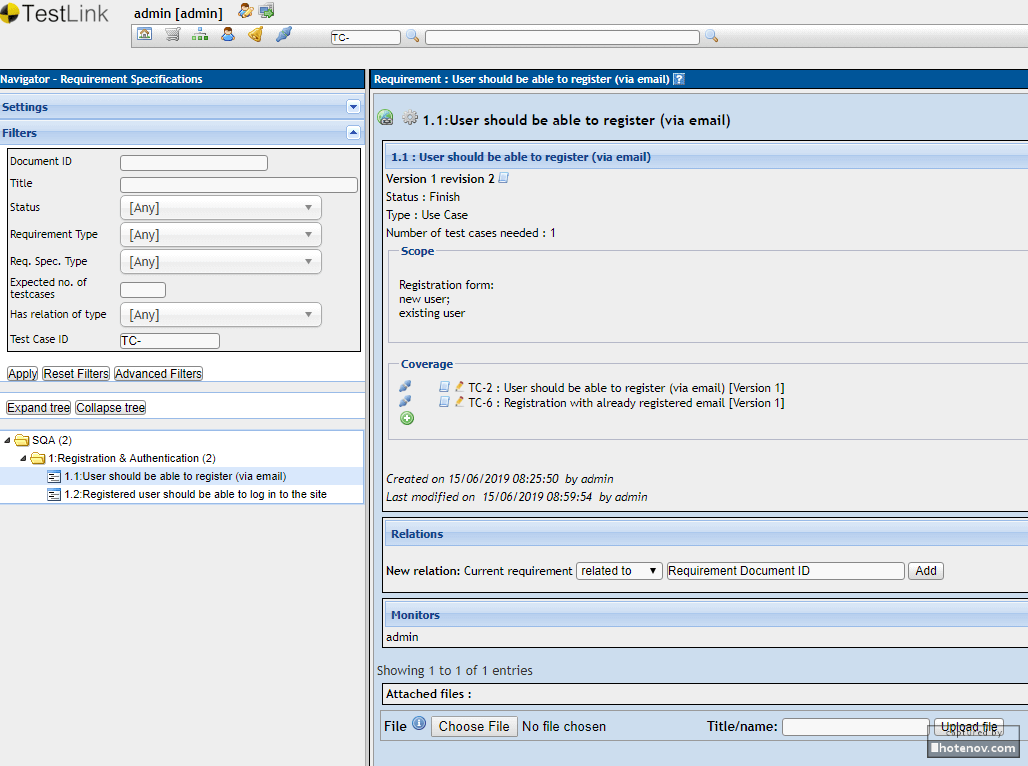 TestLink
admin [admin]
TC-
Navigator - Requirement Specifications
Settings
Filters
Document ID
Title
Status [Any]
Requirement Type [Any]
Req. Spec. Type [Any]
Expected no. of
testcases
Has relation of type [Any]
Test Case ID TC-
Apply Reset Filters Advanced Filters
Expand tree Collapse tree
SQA (2)
1:Registration & Authentication (2)
1.1:User should be able to register (via email)
1.2:Registered user should be able to log in to the site
Requirement : User should be able to register (via email) ?
1.1:User should be able to register (via email)
1.1 : User should be able to register (via email)
Version 1 revision 2
Status : Finish
Type : Use Case
Number of test cases needed : 1
Scope
Registration form:
new user;
existing user
Coverage
TC-2 : User should be able to register (via email) [Version 1]
TC-6 : Registration with already registered email [Version 1]
Created on 15/06/2019 08:25:50 by admin
Last modified on 15/06/2019 08:59:54 by admin
Relations
New relation: Current requirement related to Requirement Document ID Add
Monitors
admin
Showing 1 to 1 of 1 entries
Attached files :
File Choose File No file chosen Title/name: Upload file
captured by
hotenov.com